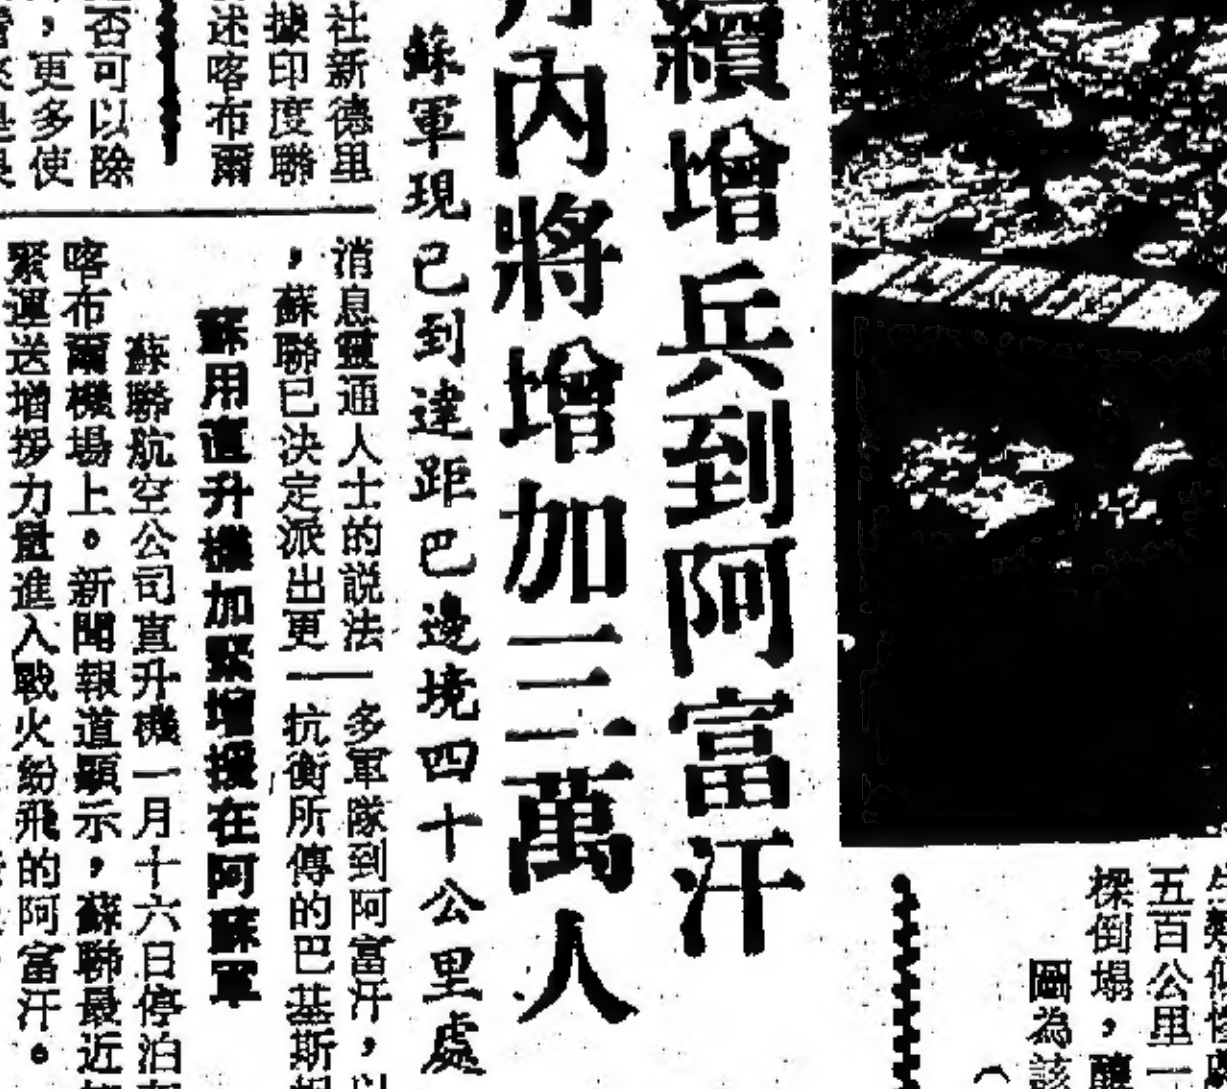 五百公里一
樑倒塌，釀
圖為該
續增兵到阿富汗
月內將增加三萬人
蘇軍現已到達距巴邊境四十公里處
社新德里
據印度聯
述喀布爾
是否可以除
，更多使
消息靈通人士的説法
，蘇聯已決定派出更
多軍隊到阿富汗，以
抗衡所傳的巴基斯坦
蘇用直升機加緊增援在阿蘇軍
蘇聯航空公司直升機一月十六日停泊在
喀布爾機場上。新聞報道顯示，蘇聯最近
緊運送增援力量進入戰火紛飛的阿富汗。